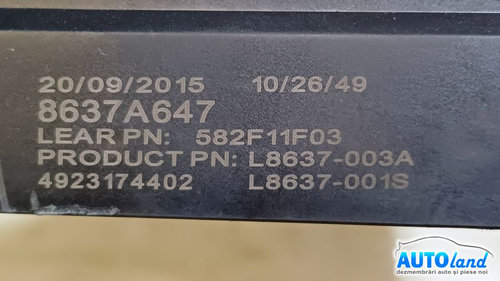 20/09/2015 10/26/49
8637A647
LEAR PN: 582F11F03
PRODUCT PN: L8637-003A
4923174402 L8637-001S
AUTOland
dezmembrări auto și piese noi